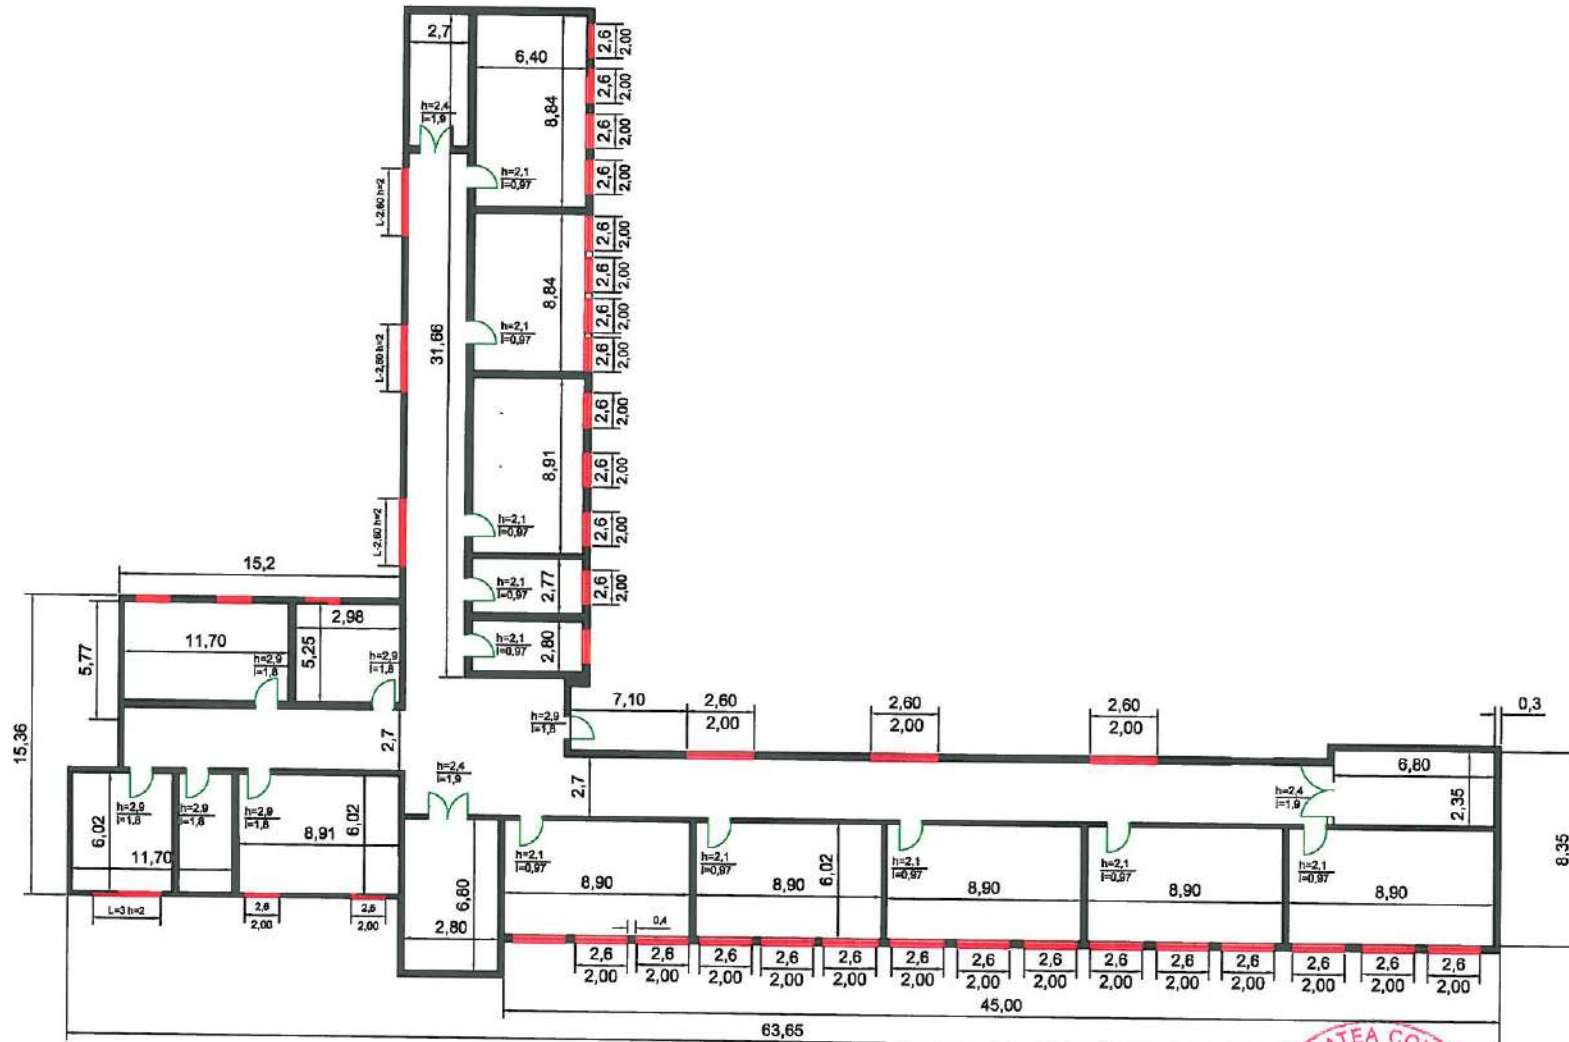 2,7
6,40
2,6
2,00
2,6
2,00
2,6
2,00
2,6
2,00
8,84
h=2,4
l=1,9
h=2,1
l=0,97
L-2,60 h=2
2,6
2,00
2,6
2,00
2,6
2,00
2,6
2,00
8,84
h=2,1
l=0,97
31,66
L-2,60 h=2
2,6
2,00
2,6
2,00
2,6
2,00
8,91
h=2,1
l=0,97
L-2,60 h=2
15,2
2,77
h=2,1
l=0,97
2,6
2,00
2,98
11,70
5,25
5,77
h=2,9
l=1,8
h=2,9
l=1,8
h=2,1
l=0,97
2,80
15,36
2,7
h=2,9
l=1,8
7,10
2,60
2,00
2,60
2,00
2,60
2,00
0,3
h=2,4
l=1,9
2,7
h=2,4
l=1,9
6,80
2,35
8,35
6,02
h=2,9
l=1,8
11,70
h=2,9
l=1,8
h=2,9
l=1,8
8,91
6,02
h=2,1
l=0,97
8,90
h=2,1
l=0,97
8,90
6,02
h=2,1
l=0,97
8,90
h=2,1
l=0,97
8,90
h=2,1
l=0,97
8,90
L=3 h=2
2,6
2,00
2,6
2,00
6,80
2,80
0,4
2,6
2,00
2,6
2,00
2,6
2,00
2,6
2,00
2,6
2,00
2,6
2,00
2,6
2,00
2,6
2,00
2,6
2,00
2,6
2,00
2,6
2,00
2,6
2,00
2,6
2,00
2,6
2,00
45,00
63,65